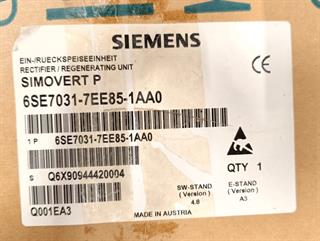 SIEMENS
EIN-/RUECKSPEISEEINHEIT
RECTIFIER / REGENERATING UNIT
SIMOVERT P
6SE7031-7EE85-1AA0
1 P 6SE7031-7EE85-1AA0
QTY 1
S Q6X90944420004
SW-STAND
(Version)
4.8
E-STAND
(Version)
A3
Q001EA3
MADE IN AUSTRIA